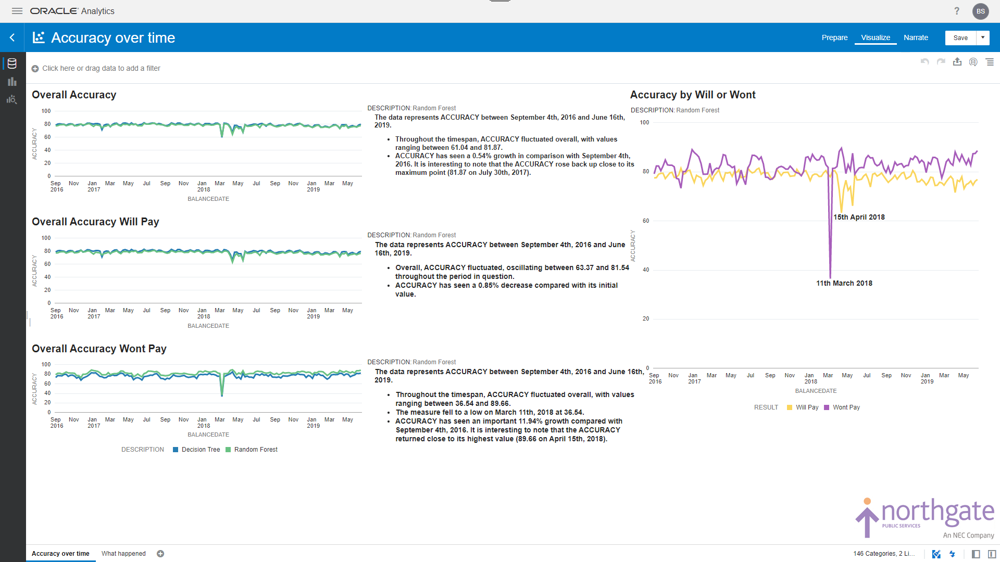 ORACLE Analytics
?
BS
Accuracy over time
Prepare
Visualize
Narrate
Save
Click here or drag data to add a filter
Overall Accuracy
100
80
60
40
20
0
ACCURACY
Sep Nov Jan Mar May Jul Sep Nov Jan Mar May Jul Sep Nov Jan Mar May
2016 2017 2018 2019
BALANCEDATE
DESCRIPTION: Random Forest
The data represents ACCURACY between September 4th, 2016 and June 16th,
2019.
• Throughout the timespan, ACCURACY fluctuated overall, with values
ranging between 61.04 and 81.87.
• ACCURACY has seen a 0.54% growth in comparison with September 4th,
2016. It is interesting to note that the ACCURACY rose back up close to its
maximum point (81.87 on July 30th, 2017).
Overall Accuracy Will Pay
100
80
60
40
20
0
ACCURACY
Sep Nov Jan Mar May Jul Sep Nov Jan Mar May Jul Sep Nov Jan Mar May
2016 2017 2018 2019
BALANCEDATE
DESCRIPTION: Random Forest
The data represents ACCURACY between September 4th, 2016 and June
16th, 2019.
• Overall, ACCURACY fluctuated, oscillating between 63.37 and 81.54
throughout the period in question.
• ACCURACY has seen a 0.85% decrease compared with its initial
value.
Overall Accuracy Wont Pay
100
80
60
40
20
0
ACCURACY
Sep Nov Jan Mar May Jul Sep Nov Jan Mar May Jul Sep Nov Jan Mar May
2016 2017 2018 2019
BALANCEDATE
DESCRIPTION Decision Tree Random Forest
DESCRIPTION: Random Forest
The data represents ACCURACY between September 4th, 2016 and June 16th,
2019.
• Throughout the timespan, ACCURACY fluctuated overall, with values
ranging between 36.54 and 89.66.
• The measure fell to a low on March 11th, 2018 at 36.54.
• ACCURACY has seen an important 11.94% growth compared with
September 4th, 2016. It is interesting to note that the ACCURACY
returned close to its highest value (89.66 on April 15th, 2018).
Accuracy by Will or Wont
DESCRIPTION: Random Forest
100
80
60
40
20
0
ACCURACY
15th April 2018
11th March 2018
Sep Nov Jan Mar May Jul Sep Nov Jan Mar May Jul Sep Nov Jan Mar May
2016 2017 2018 2019
BALANCEDATE
RESULT Will Pay Wont Pay
northgate
PUBLIC SERVICES
An NEC Company
Accuracy over time
What happened
146 Categories, 2 Li...